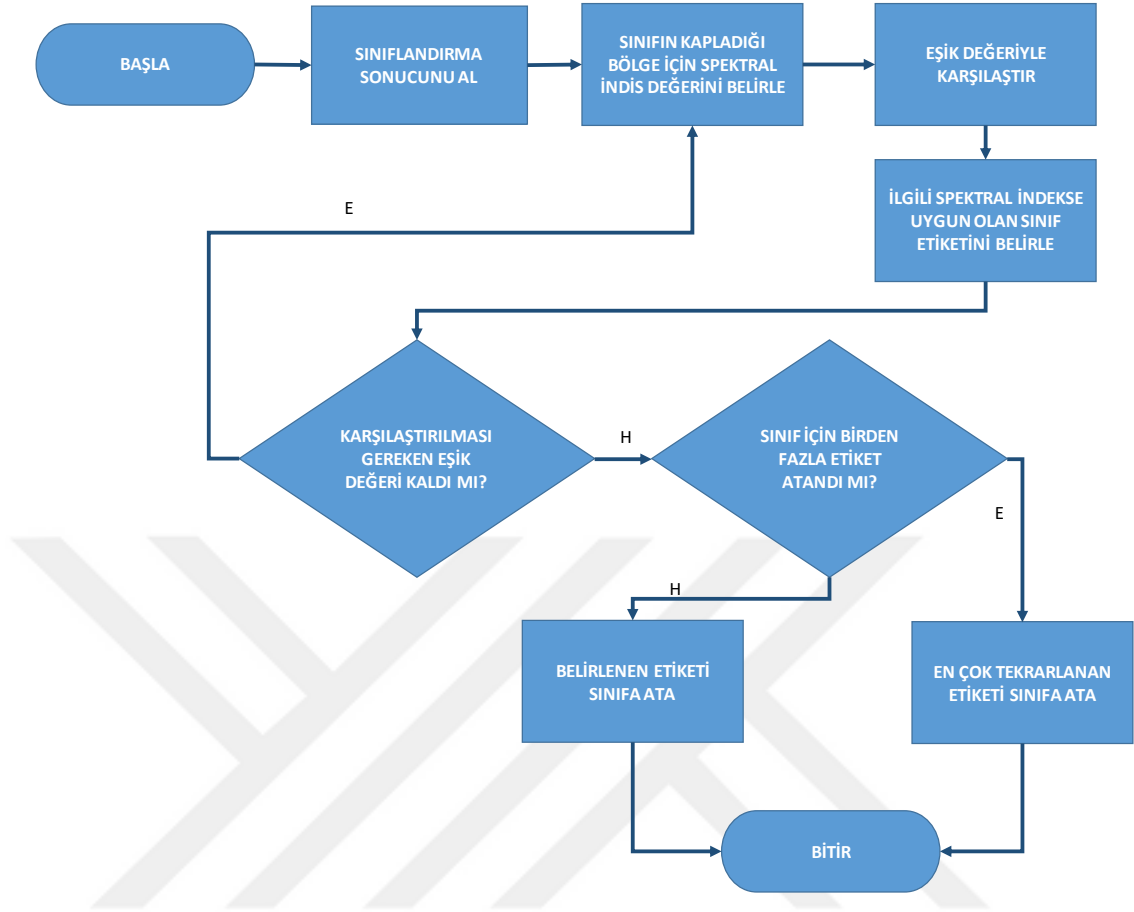 BAŞLA
SINIFLANDIRMA
SONUCUNU AL
SINIFIN KAPLADIĞI
BÖLGE İÇİN SPEKTRAL
İNDİS DEĞERİNİ BELİRLE
EŞİK DEĞERİYLE
KARŞILAŞTIR
İLGİLİ SPEKTRAL İNDEKSE
UYGUN OLAN SINIF
ETİKETİNİ BELİRLE
E
KARŞILAŞTIRILMASI
GEREKEN EŞİK
DEĞERİ KALDI MI?
H
SINIF İÇİN BİRDEN
FAZLA ETİKET
ATANDI MI?
E
H
BELİRLENEN ETİKETİ
SINIFA ATA
EN ÇOK TEKRARLANAN
ETİKETİ SINIFA ATA
BİTİR